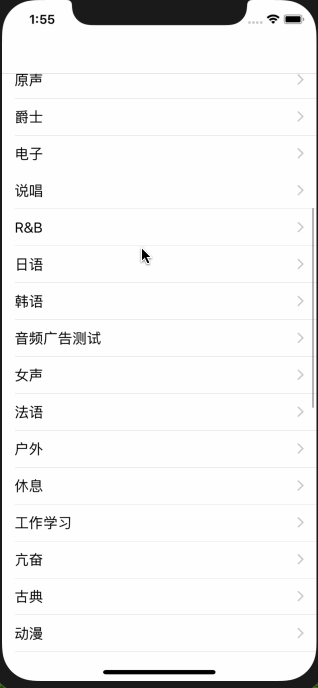 1:55
原声
爵士
电子
说唱
R&B
日语
韩语
音频广告测试
女声
法语
户外
休息
工作学习
亢奋
古典
动漫